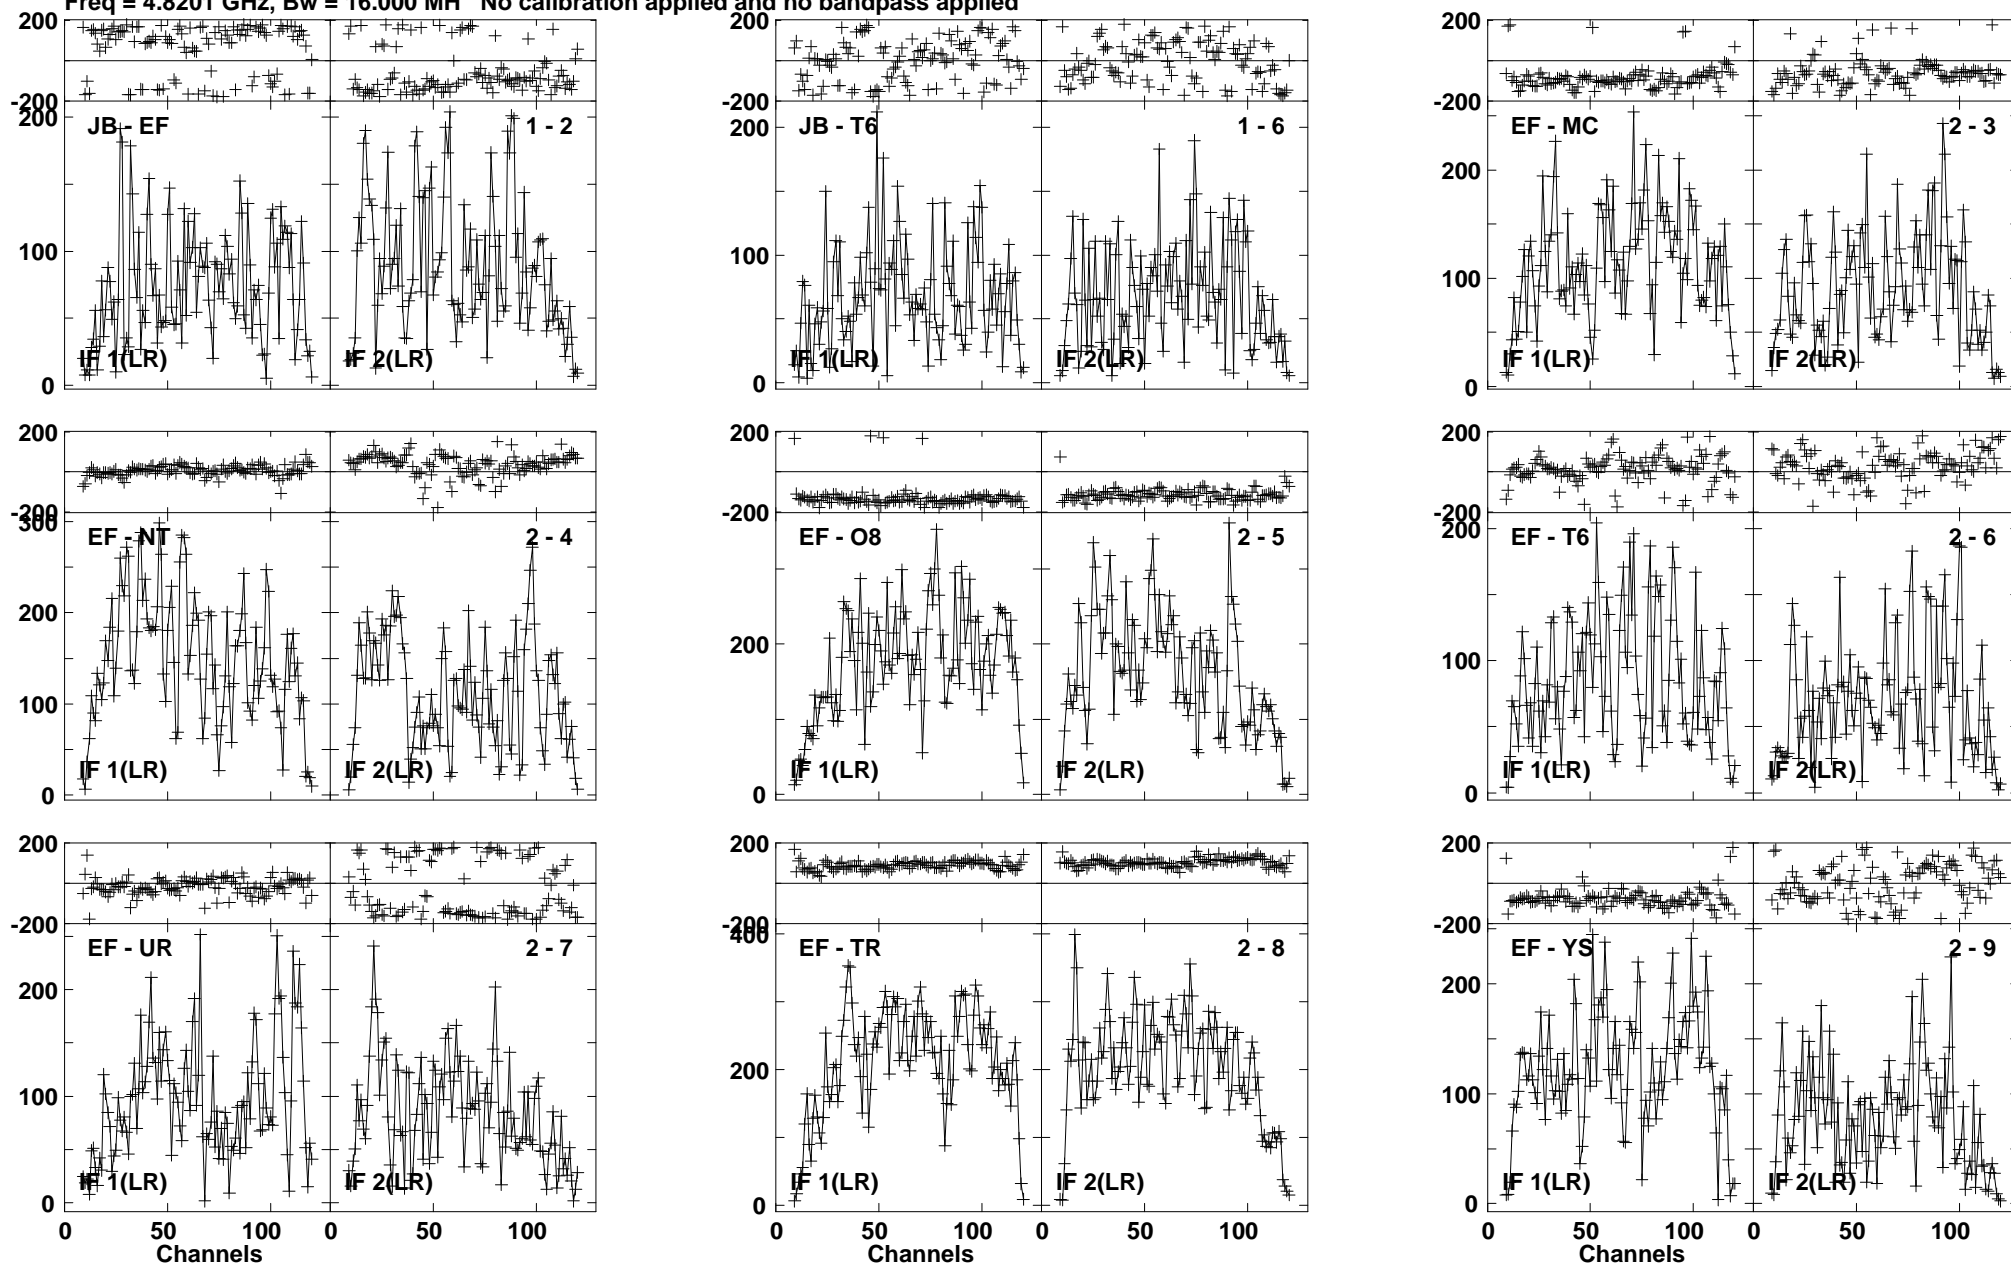 Freq = 4.8201 GHz, Bw = 16.000 MH No calibration applied and no bandpass applied
200
-200
200
100
0
JB - EF
1 - 2
IF 1(LR)
IF 2(LR)
200
-200
200
100
0
JB - T6
1 - 6
IF 1(LR)
IF 2(LR)
200
-200
200
100
0
EF - MC
2 - 3
IF 1(LR)
IF 2(LR)
200
-200
300
200
100
0
EF - NT
2 - 4
IF 1(LR)
IF 2(LR)
200
-200
200
0
EF - O8
2 - 5
IF 1(LR)
IF 2(LR)
200
-200
200
100
0
EF - T6
2 - 6
IF 1(LR)
IF 2(LR)
200
-200
200
100
0
EF - UR
2 - 7
IF 1(LR)
IF 2(LR)
0 50 100 0 50 100
Channels
200
-200
400
200
0
EF - TR
2 - 8
IF 1(LR)
IF 2(LR)
0 50 100 0 50 100
Channels
200
-200
200
100
0
EF - YS
2 - 9
IF 1(LR)
IF 2(LR)
0 50 100 0 50 100
Channels